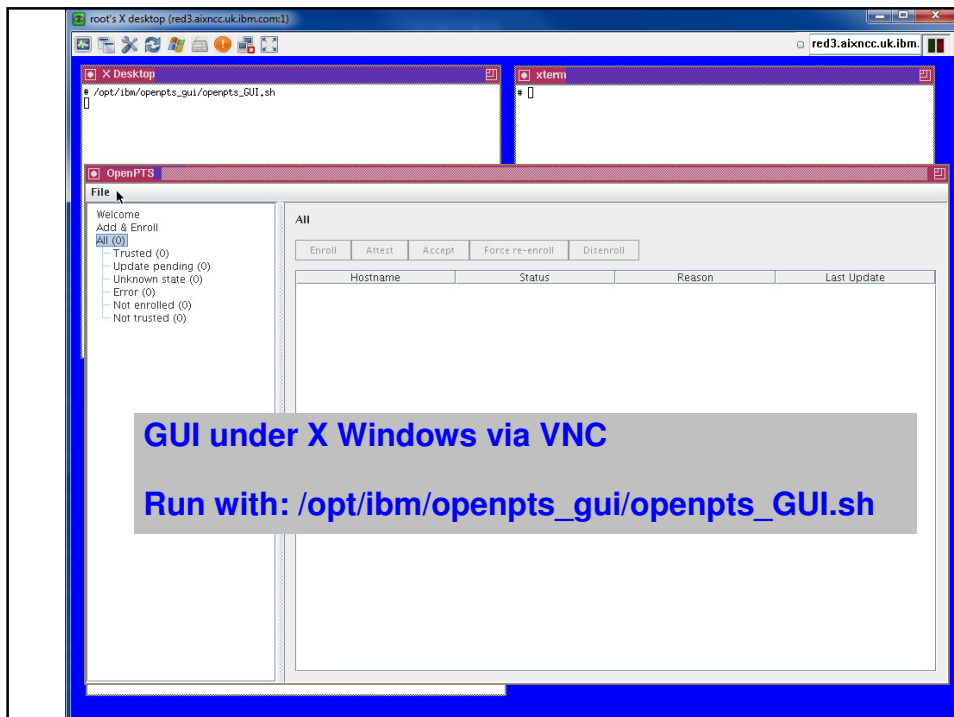 root's X desktop (red3.aixncc.uk.ibm.com:1)
red3.aixncc.uk.ibm.
X Desktop
# /opt/ibm/openpts_gui/openpts_GUI.sh
xterm
#
OpenPTS
File
Welcome
Add & Enroll
All (0)
Trusted (0)
Update pending (0)
Unknown state (0)
Error (0)
Not enrolled (0)
Not trusted (0)
All
Enroll Attest Accept Force re-enroll Disenroll
Hostname Status Reason Last Update
GUI under X Windows via VNC
Run with: /opt/ibm/openpts_gui/openpts_GUI.sh